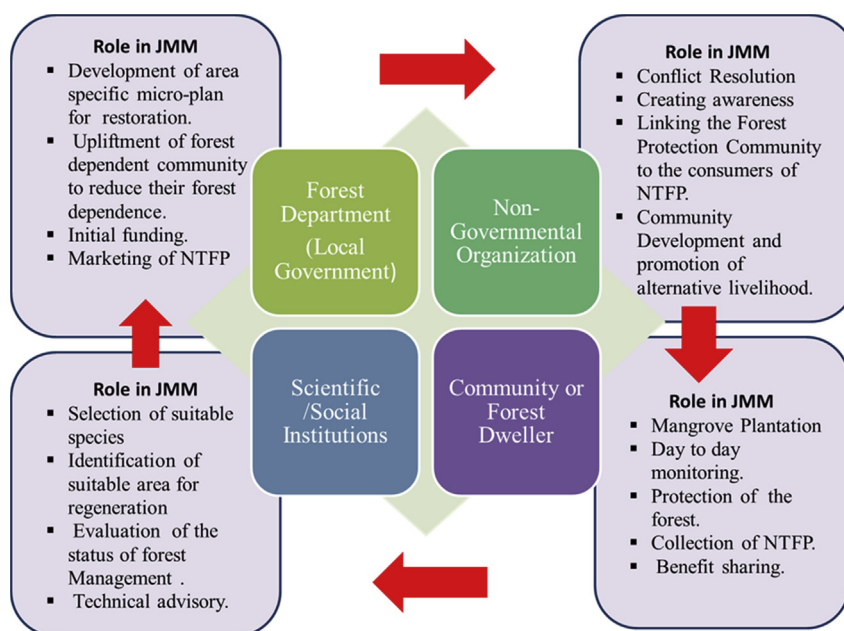 Role in JMM
▪ Development of area
specific micro-plan
for restoration.
▪ Upliftment of forest
dependent community
to reduce their forest
dependence.
▪ Initial funding.
▪ Marketing of NTFP
Role in JMM
▪ Conflict Resolution
▪ Creating awareness
▪ Linking the Forest
Protection Community
to the consumers of
NTFP.
▪ Community
Development and
promotion of
alternative livelihood.
Forest
Department
(Local
Government)
Non-
Governmental
Organization
Scientific
/Social
Institutions
Community or
Forest
Dweller
Role in JMM
▪ Selection of suitable
species
▪ Identification of
suitable area for
regeneration
▪ Evaluation of the
status of forest
Management .
▪ Technical advisory.
Role in JMM
▪ Mangrove Plantation
▪ Day to day
monitoring.
▪ Protection of the
forest.
▪ Collection of NTFP.
▪ Benefit sharing.